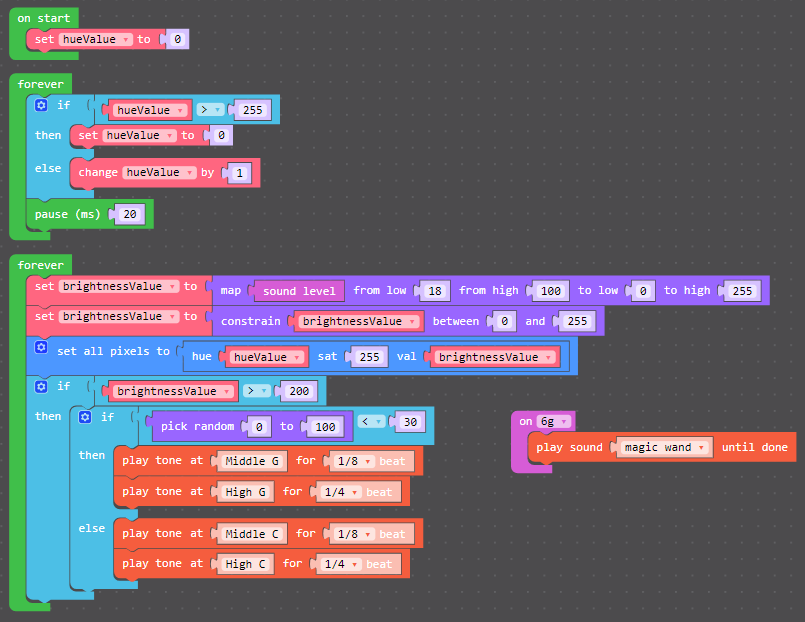 on start
set hueValue to 0
forever
if hueValue > 255
then set hueValue to 0
else change hueValue by 1
pause (ms) 20
forever
set brightnessValue to map sound level from low 18 from high 100 to low 0 to high 255
set brightnessValue to constrain brightnessValue between 0 and 255
set all pixels to hue hueValue sat 255 val brightnessValue
if brightnessValue > 200
then if pick random 0 to 100 < 30
then play tone at Middle G for 1/8 beat
play tone at High G for 1/4 beat
else play tone at Middle C for 1/8 beat
play tone at High C for 1/4 beat
on 6g
play sound magic wand until done